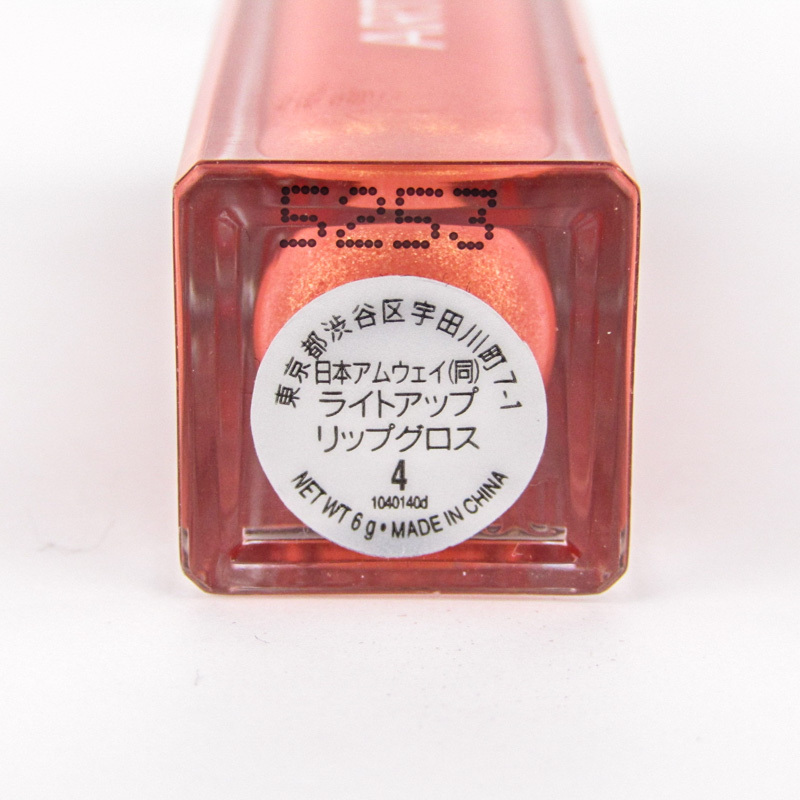 ART
5253
東京都渋谷区宇田川町7-1
日本アムウェイ(同)
ライトアップ
リップグロス
4
1040140d
NET WT 6 g • MADE IN CHINA